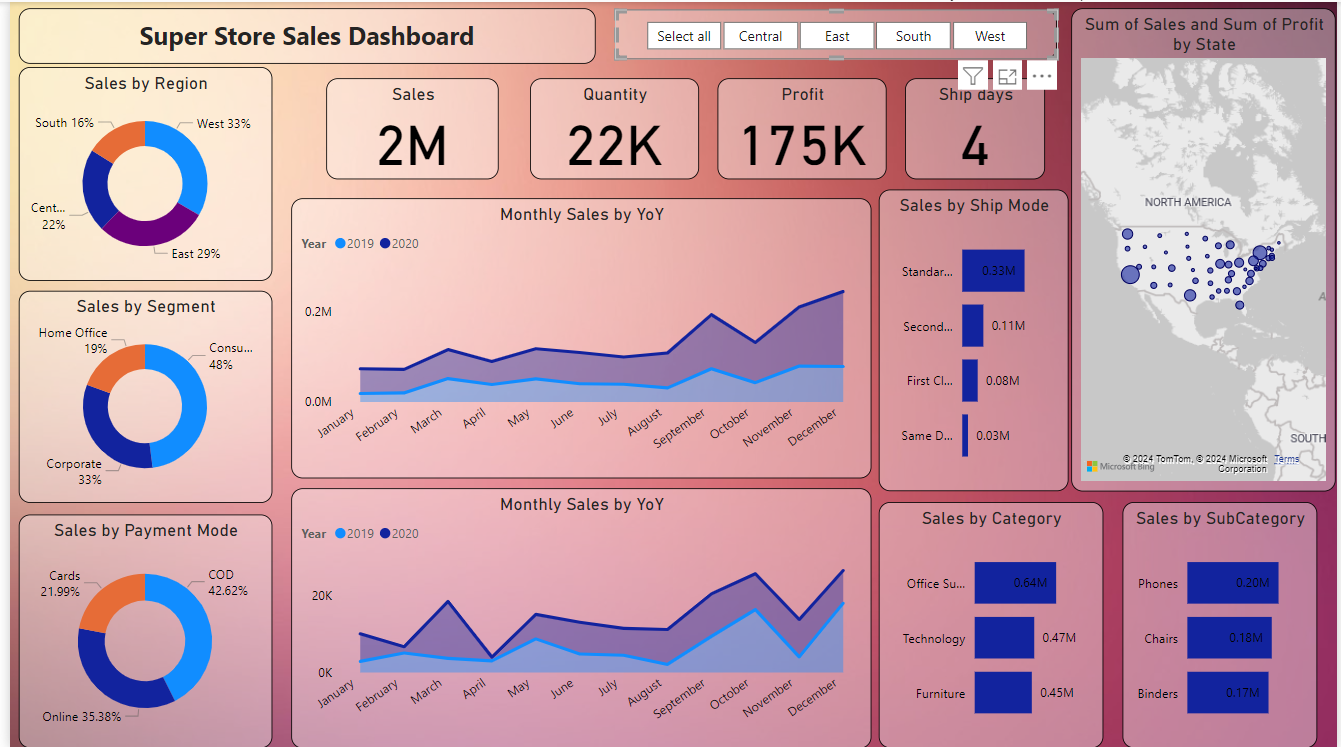 Super Store Sales Dashboard
Select all
Central
East
South
West
Sum of Sales and Sum of Profit
by State
Sales by Region
South 16%
West 33%
Cent...
22%
East 29%
Sales
2M
Quantity
22K
Profit
175K
Ship days
4
NORTH AMERICA
SOUTH
A
Microsoft Bing
© 2024 TomTom, © 2024 Microsoft Corporation
Terms
Monthly Sales by YoY
Year 2019 2020
0.2M
0.0M
January
February
March
April
May
June
July
August
September
October
November
December
Sales by Ship Mode
Standar...
0.33M
Second...
0.11M
First Cl...
0.08M
Same D...
0.03M
Sales by Segment
Home Office
19%
Consu...
48%
Corporate
33%
Monthly Sales by YoY
Year 2019 2020
20K
0K
January
February
March
April
May
June
July
August
September
October
November
December
Sales by Payment Mode
Cards
21.99%
COD
42.62%
Online 35.38%
Sales by Category
Office Su...
0.64M
Technology
0.47M
Furniture
0.45M
Sales by SubCategory
Phones
0.20M
Chairs
0.18M
Binders
0.17M